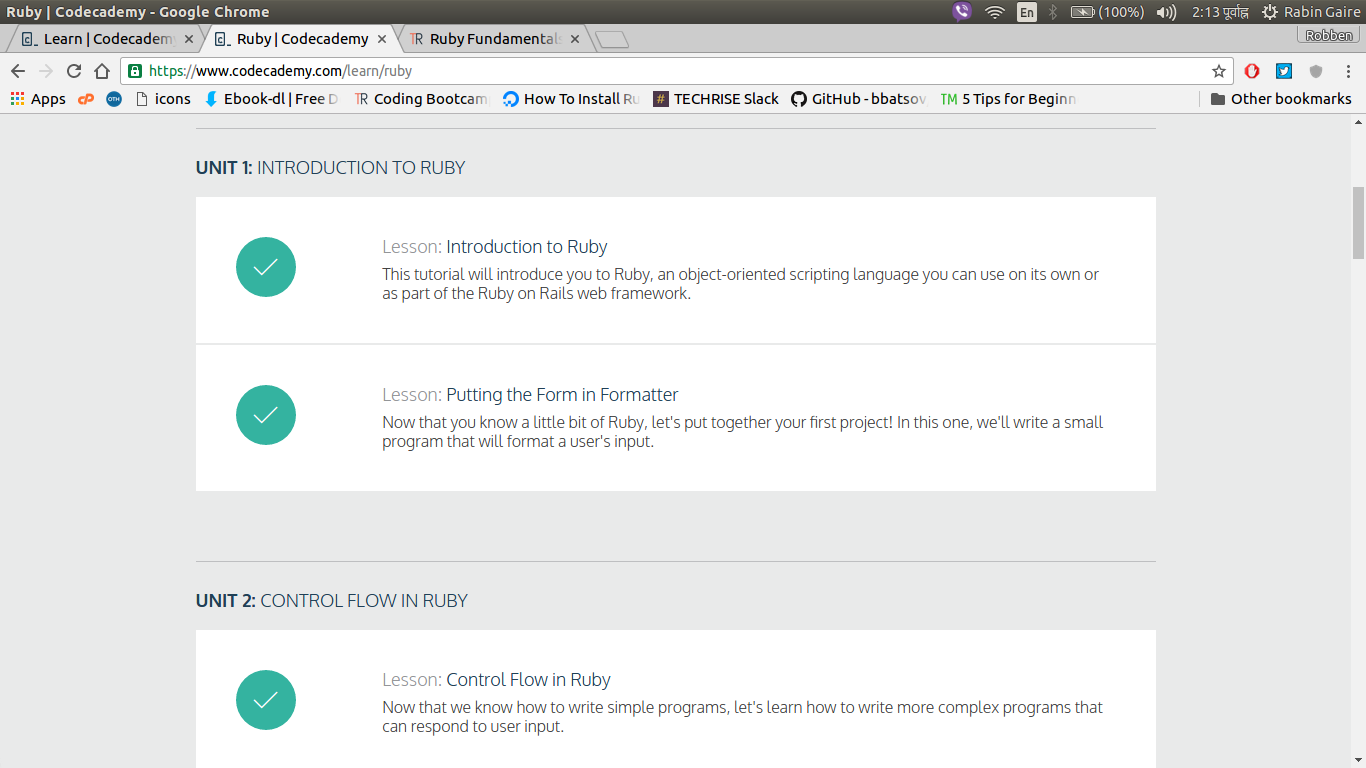 Ruby | Codecademy - Google Chrome
En
(100%)
2:13 पूर्वाह्न
Rabin Gaire
Learn | Codecademy
Ruby | Codecademy
TR Ruby Fundamentals
Robben
https://www.codecademy.com/learn/ruby
Apps
cP
OTH
icons
Ebook-dl | Free D
TR Coding Bootcam
How To Install Ru
# TECHRISE Slack
GitHub - bbatsov
TM 5 Tips for Beginn
Other bookmarks
UNIT 1: INTRODUCTION TO RUBY
Lesson: Introduction to Ruby
This tutorial will introduce you to Ruby, an object-oriented scripting language you can use on its own or
as part of the Ruby on Rails web framework.
Lesson: Putting the Form in Formatter
Now that you know a little bit of Ruby, let's put together your first project! In this one, we'll write a small
program that will format a user's input.
UNIT 2: CONTROL FLOW IN RUBY
Lesson: Control Flow in Ruby
Now that we know how to write simple programs, let's learn how to write more complex programs that
can respond to user input.